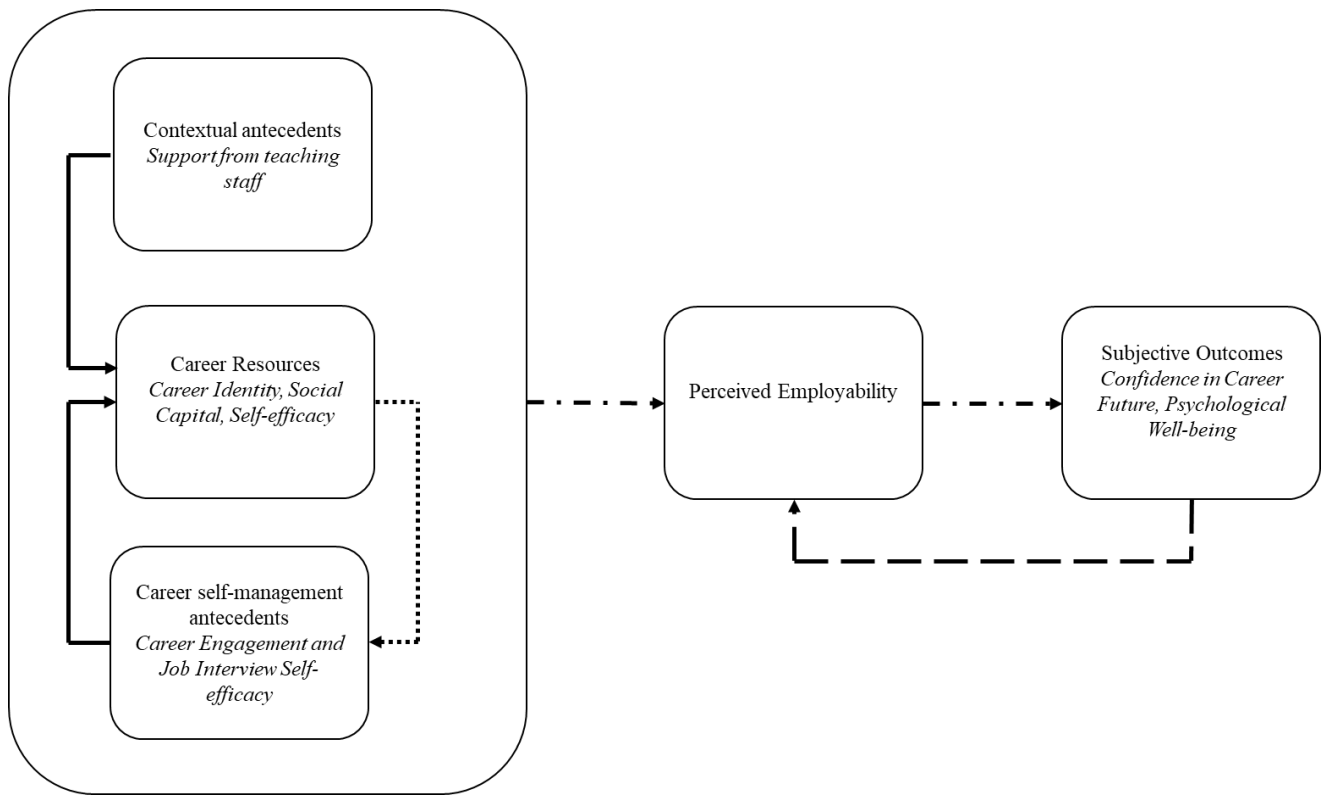 Contextual antecedents
Support from teaching
staff
Career Resources
Career Identity, Social
Capital, Self-efficacy
Career self-management
antecedents
Career Engagement and
Job Interview Self-
efficacy
Perceived Employability
Subjective Outcomes
Confidence in Career
Future, Psychological
Well-being